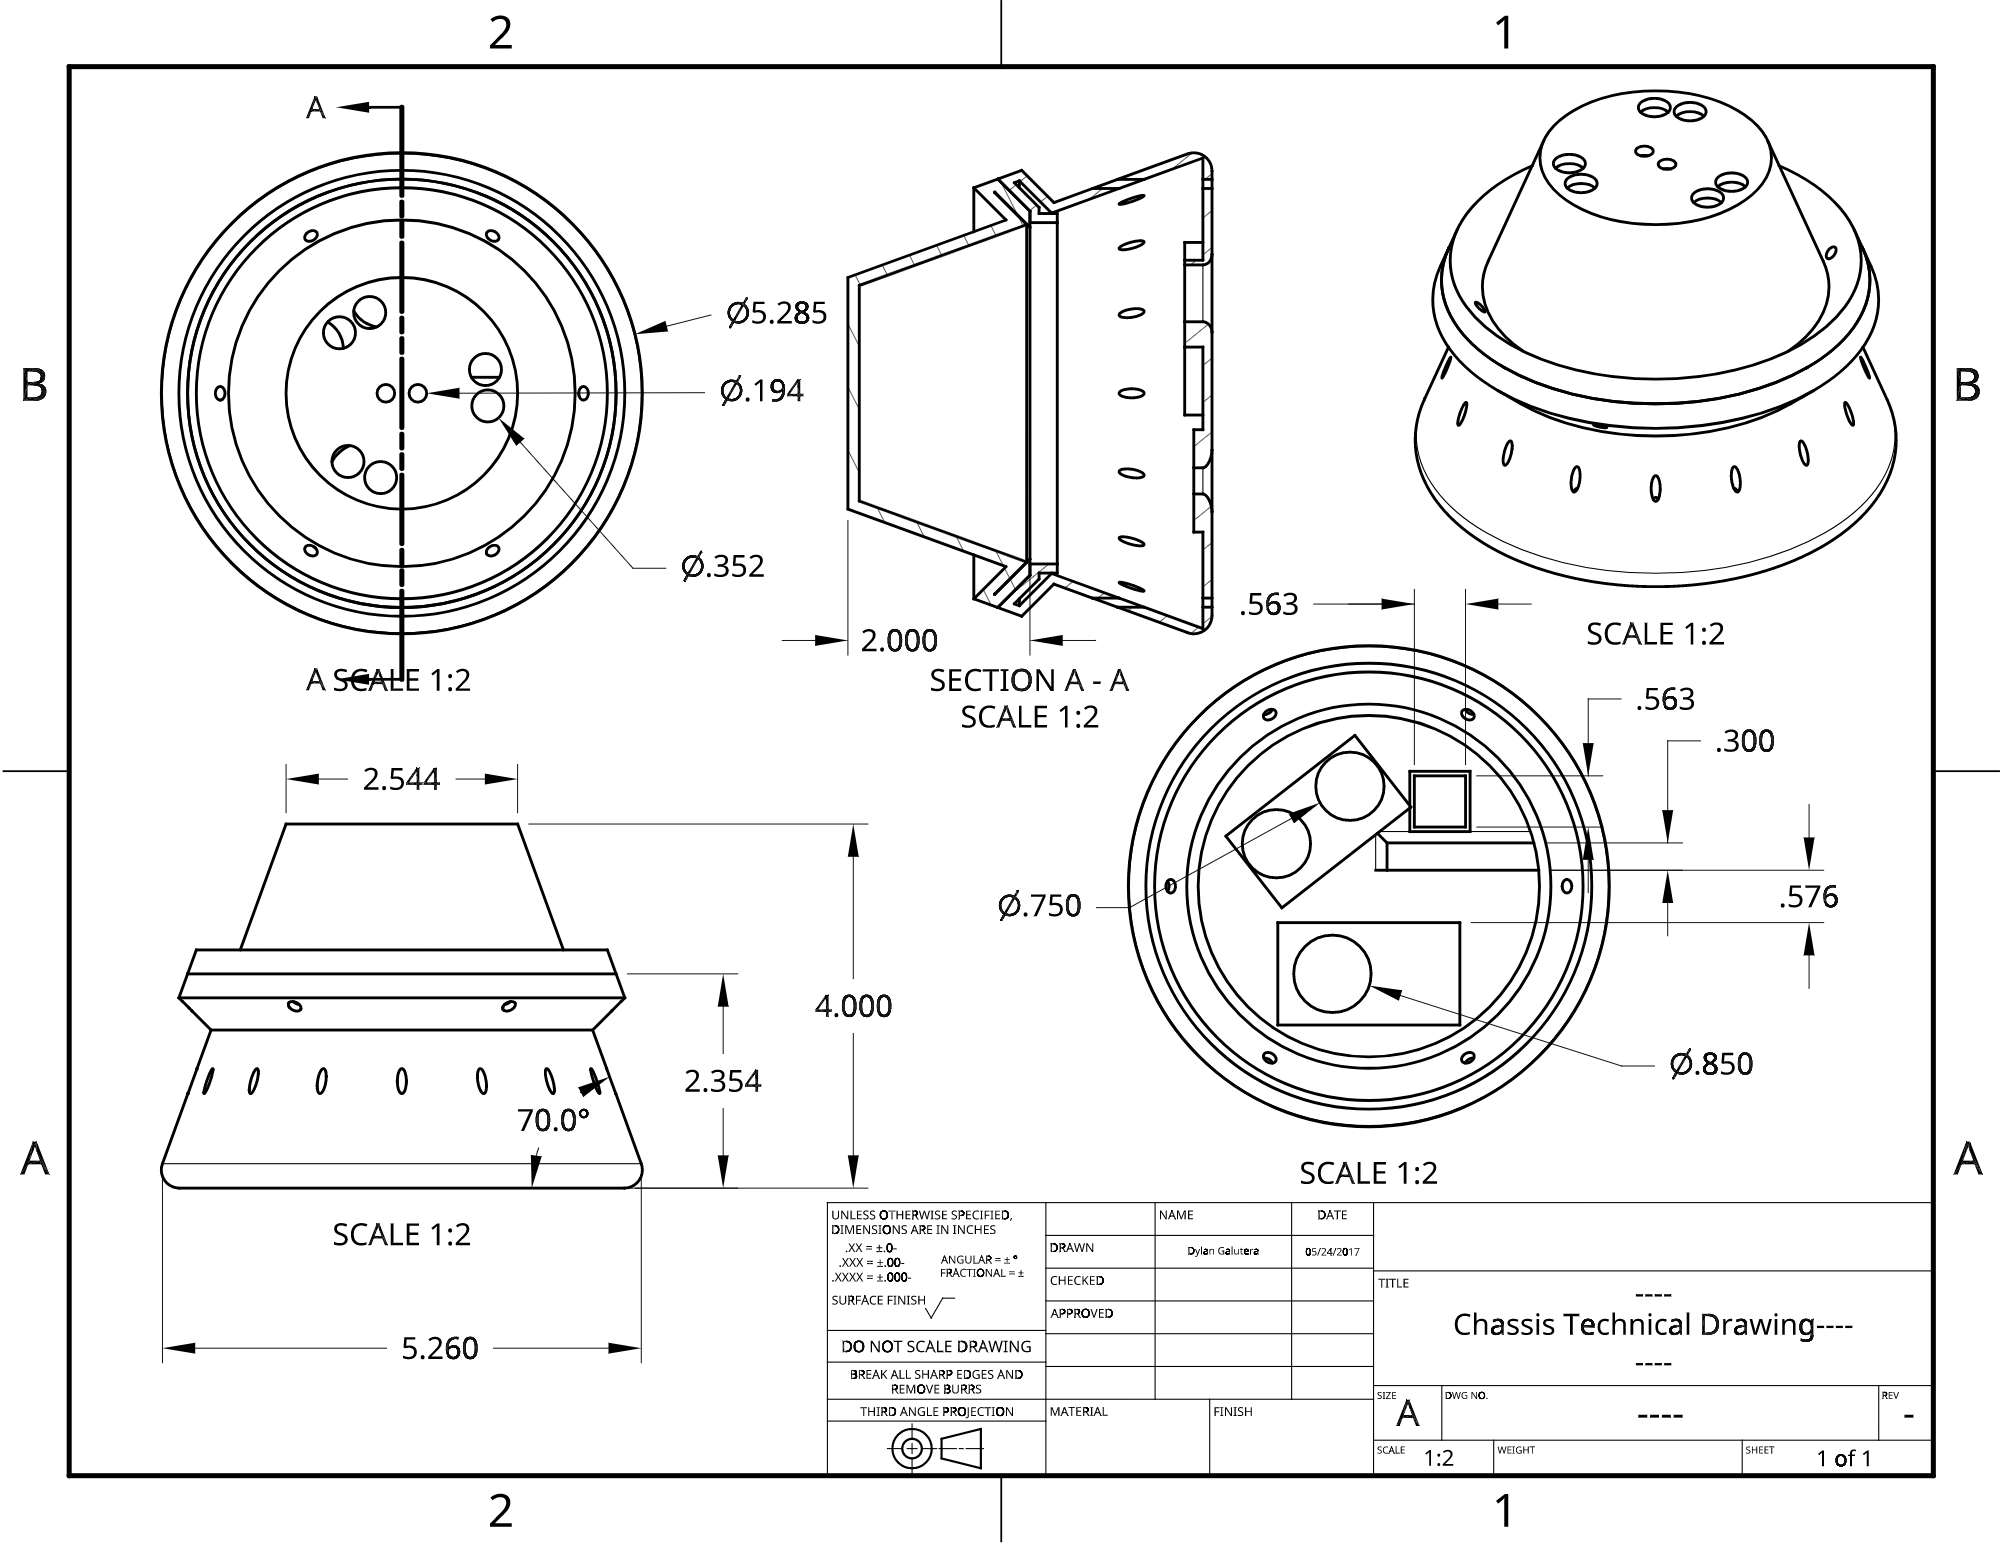 2
1
A
B
B
Ø5.285
Ø.194
Ø.352
A SCALE 1:2
2.000
SECTION A - A
SCALE 1:2
SCALE 1:2
.563
.563
.300
.576
Ø.750
Ø.850
SCALE 1:2
2.544
4.000
2.354
70.0°
SCALE 1:2
5.260
A
A
UNLESS OTHERWISE SPECIFIED,
DIMENSIONS ARE IN INCHES
.XX = ±.0-
.XXX = ±.00-
.XXXX = ±.000-
ANGULAR = ± °
FRACTIONAL = ±
SURFACE FINISH
DO NOT SCALE DRAWING
BREAK ALL SHARP EDGES AND
REMOVE BURRS
THIRD ANGLE PROJECTION
NAME DATE
DRAWN Dylan Galutera 05/24/2017
CHECKED
APPROVED
MATERIAL FINISH
TITLE
----
Chassis Technical Drawing----
----
SIZE A
DWG NO. ----
REV -
SCALE 1:2
WEIGHT
SHEET 1 of 1
2
1